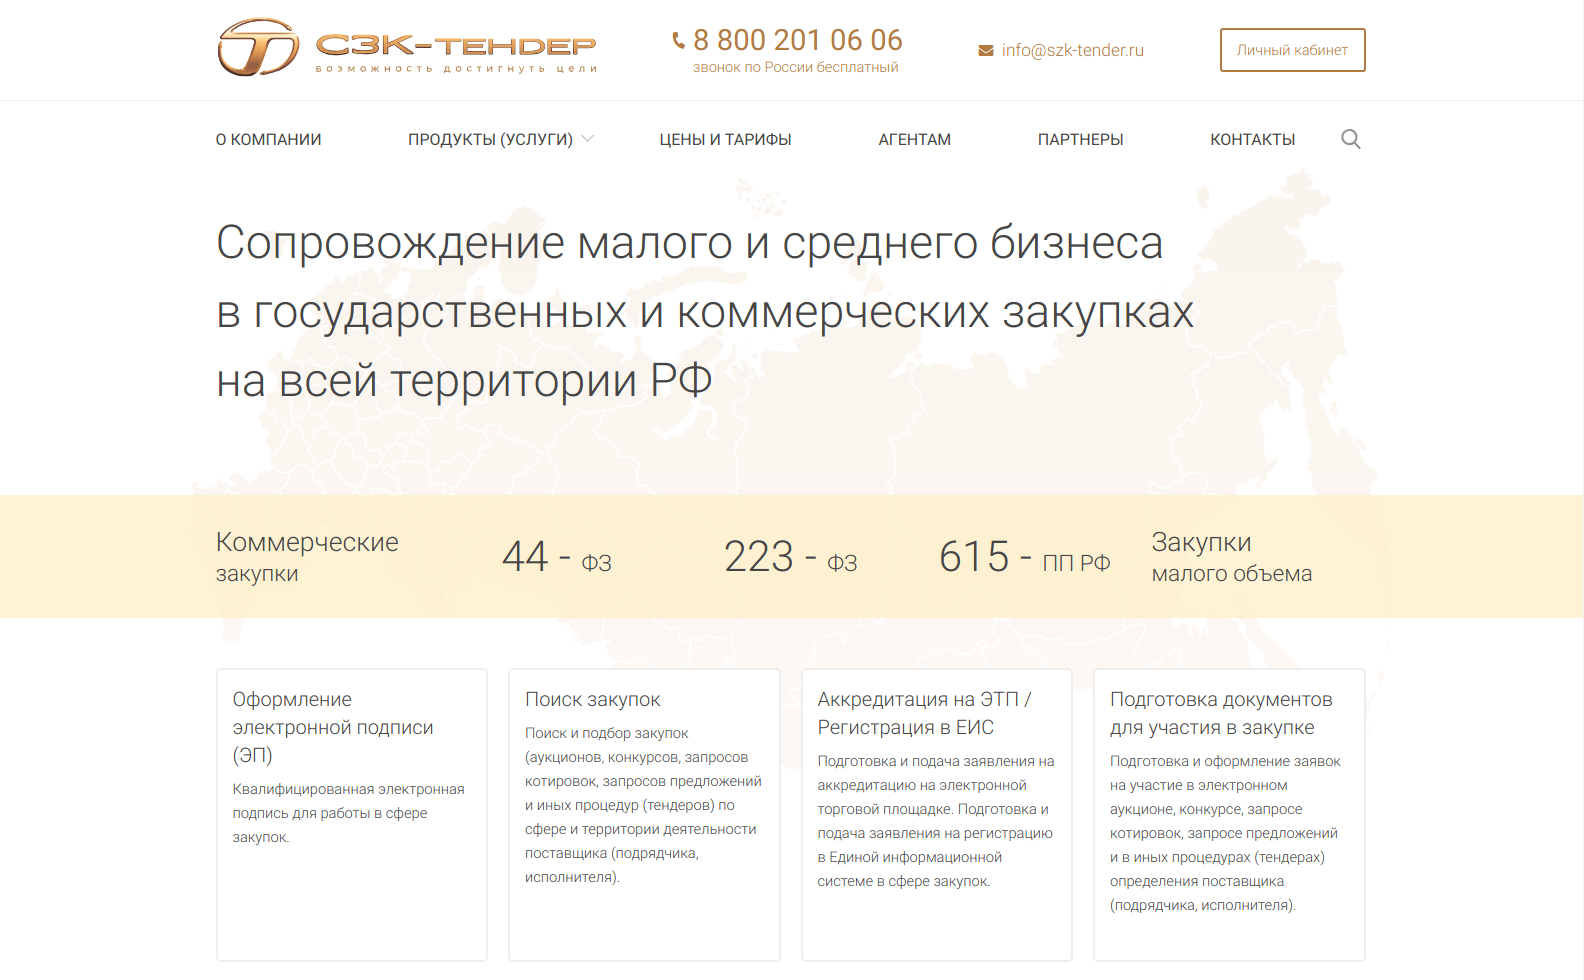 СЗК-ТЕНДЕР
ВОЗМОЖНОСТЬ ДОСТИГНУТЬ ЦЕЛИ
8 800 201 06 06
звонок по России бесплатный
info@szk-tender.ru
Личный кабинет
О КОМПАНИИ
ПРОДУКТЫ (УСЛУГИ)
ЦЕНЫ И ТАРИФЫ
АГЕНТАМ
ПАРТНЕРЫ
КОНТАКТЫ
Сопровождение малого и среднего бизнеса
в государственных и коммерческих закупках
на всей территории РФ
Коммерческие
закупки
44 - ФЗ
223 - ФЗ
615 - ПП РФ
Закупки
малого объема
Оформление
электронной подписи
(ЭП)
Квалифицированная электронная
подпись для работы в сфере
закупок.
Поиск закупок
Поиск и подбор закупок
(аукционов, конкурсов, запросов
котировок, запросов предложений
и иных процедур (тендеров) по
сфере и территории деятельности
поставщика (подрядчика,
исполнителя).
Аккредитация на ЭТП /
Регистрация в ЕИС
Подготовка и подача заявления на
аккредитацию на электронной
торговой площадке. Подготовка и
подача заявления на регистрацию
в Единой информационной
системе в сфере закупок.
Подготовка документов
для участия в закупке
Подготовка и оформление заявок
на участие в электронном
аукционе, конкурсе, запросе
котировок, запросе предложений
и в иных процедурах (тендерах)
определения поставщика
(подрядчика, исполнителя).